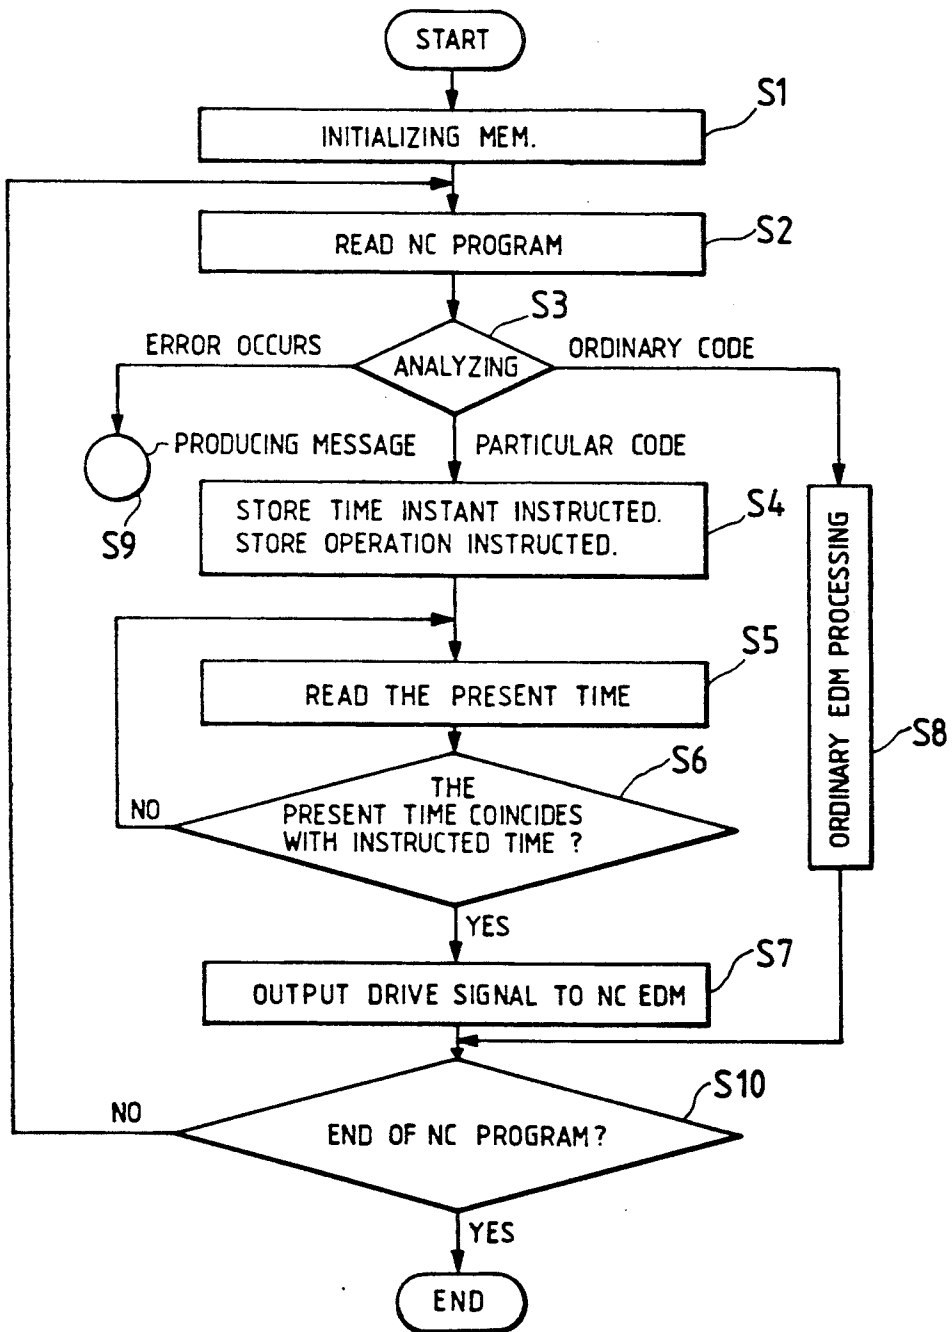 START
S1
INITIALIZING MEM.
S2
READ NC PROGRAM
S3
ERROR OCCURS
ANALYZING
ORDINARY CODE
PRODUCING MESSAGE
PARTICULAR CODE
S9
S4
STORE TIME INSTANT INSTRUCTED.
STORE OPERATION INSTRUCTED.
S5
READ THE PRESENT TIME
ORDINARY EDM PROCESSING
S8
S6
THE
PRESENT TIME COINCIDES
WITH INSTRUCTED TIME ?
NO
YES
S7
OUTPUT DRIVE SIGNAL TO NC EDM
S10
NO
END OF NC PROGRAM?
YES
END